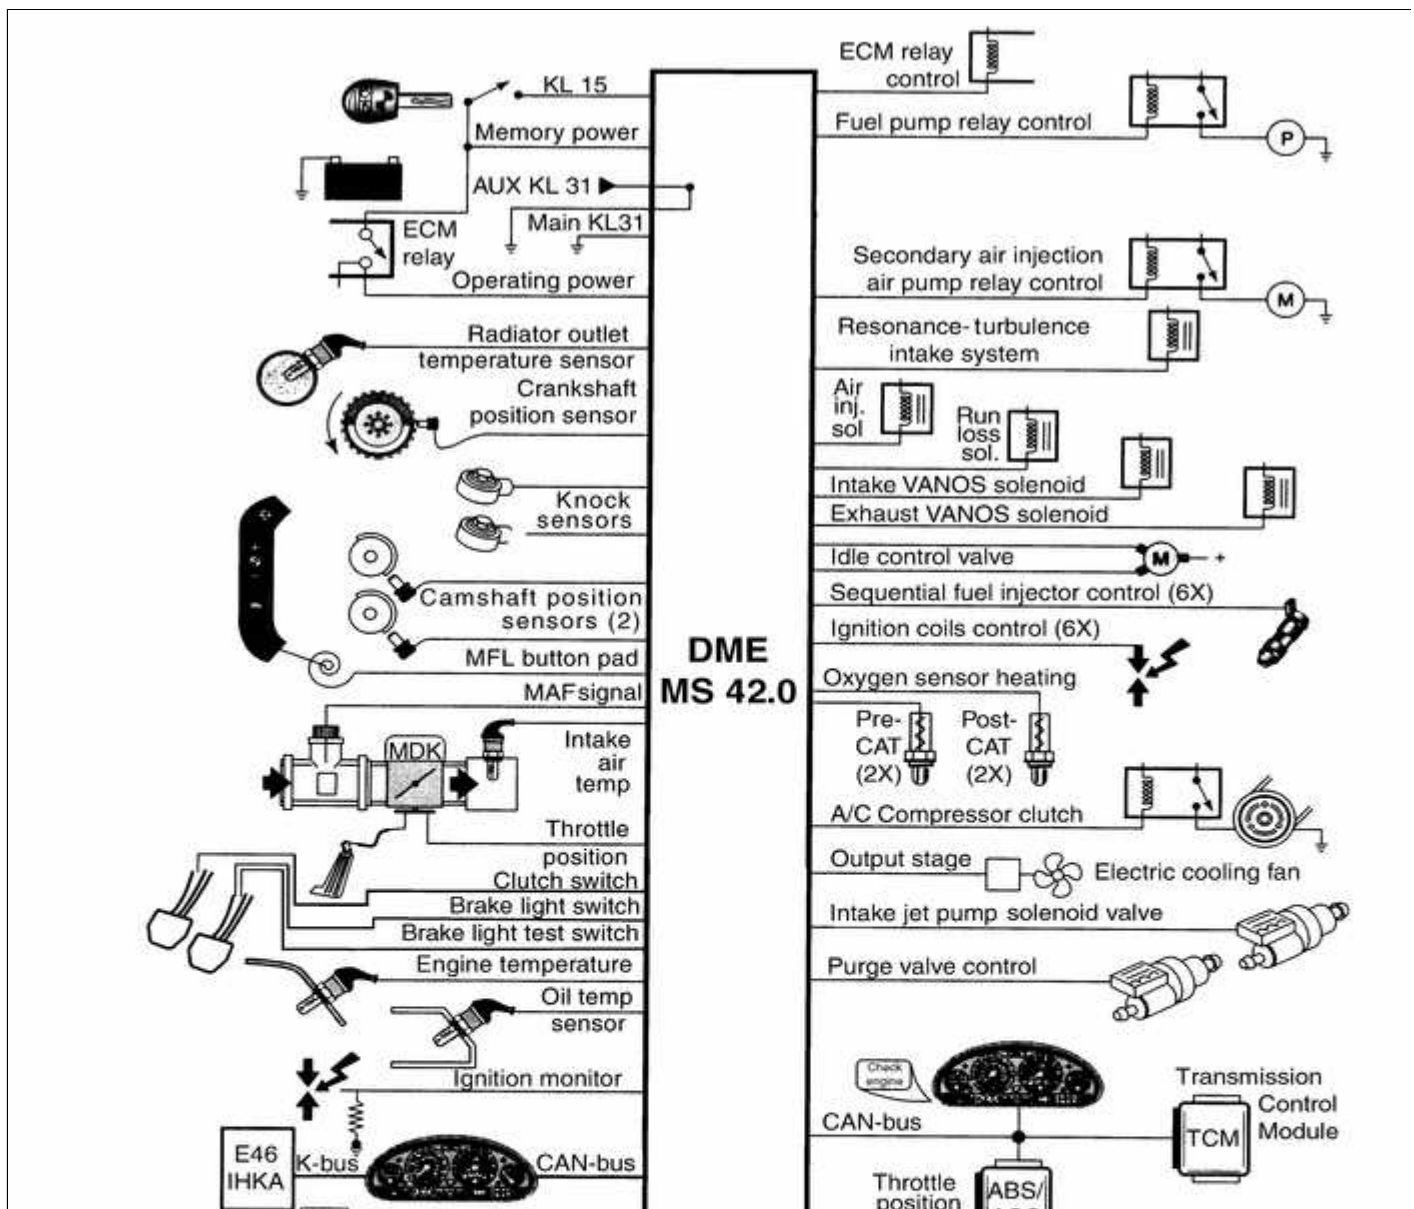 KL 15
Memory power
AUX KL 31
Main KL31
ECM
relay
Operating power
Radiator outlet
temperature sensor
Crankshaft
position sensor
Knock
sensors
Camshaft position
sensors (2)
MFL button pad
MAFsignal
MDK
Intake
air
temp
Throttle
position
Clutch switch
Brake light switch
Brake light test switch
Engine temperature
Oil temp
sensor
Ignition monitor
E46
IHKA
K-bus
CAN-bus
DME
MS 42.0
ECM relay
control
Fuel pump relay control
P
Secondary air injection
air pump relay control
M
Resonance-turbulence
intake system
Air
inj.
sol
Run
loss
sol.
Intake VANOS solenoid
Exhaust VANOS solenoid
Idle control valve
M
+
Sequential fuel injector control (6X)
Ignition coils control (6X)
Oxygen sensor heating
Pre-
CAT
(2X)
Post-
CAT
(2X)
A/C Compressor clutch
Output stage
Electric cooling fan
Intake jet pump solenoid valve
Purge valve control
Check
engine
CAN-bus
Transmission
Control
Module
TCM
Throttle
position
ABS/